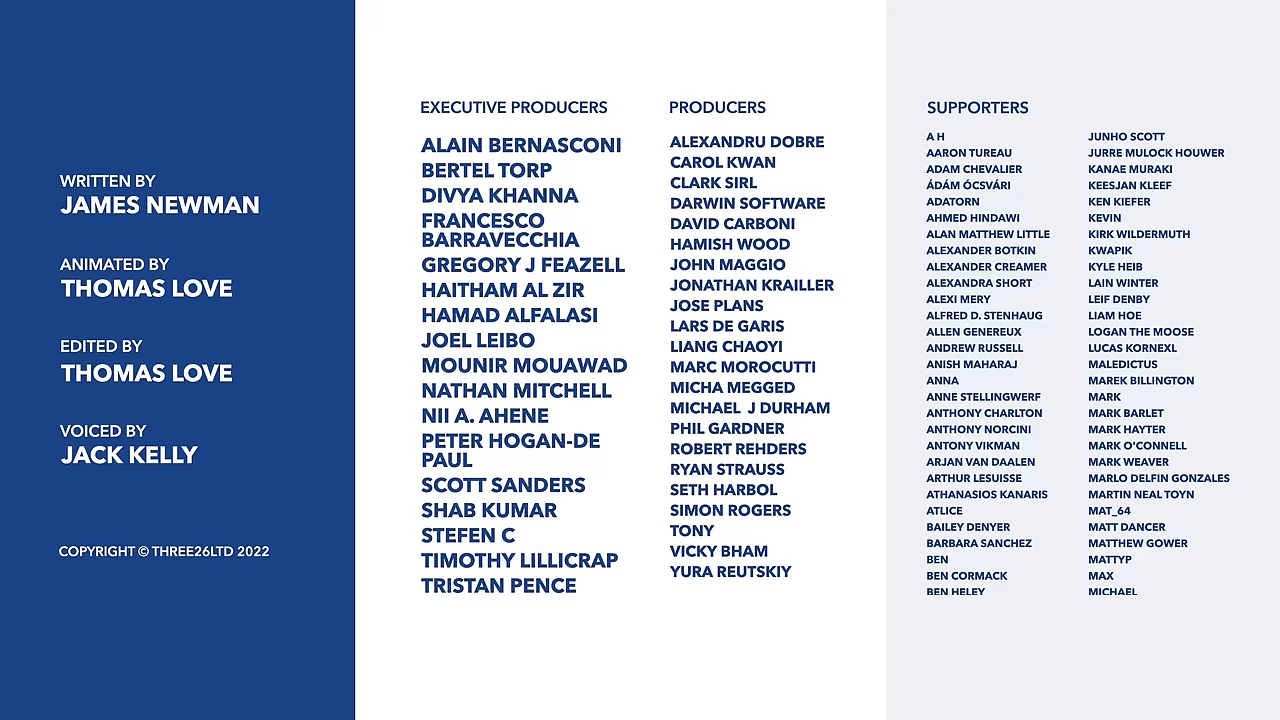 WRITTEN BY
JAMES NEWMAN
ANIMATED BY
THOMAS LOVE
EDITED BY
THOMAS LOVE
VOICED BY
JACK KELLY
COPYRIGHT © THREE26LTD 2022
EXECUTIVE PRODUCERS
ALAIN BERNASCONI
BERTEL TORP
DIVYA KHANNA
FRANCESCO
BARRAVECCHIA
GREGORY J FEAZELL
HAITHAM AL ZIR
HAMAD ALFALASI
JOEL LEIBO
MOUNIR MOUAWAD
NATHAN MITCHELL
NII A. AHENE
PETER HOGAN-DE
PAUL
SCOTT SANDERS
SHAB KUMAR
STEFEN C
TIMOTHY LILLICRAP
TRISTAN PENCE
PRODUCERS
ALEXANDRU DOBRE
CAROL KWAN
CLARK SIRL
DARWIN SOFTWARE
DAVID CARBONI
HAMISH WOOD
JOHN MAGGIO
JONATHAN KRAILLER
JOSE PLANS
LARS DE GARIS
LIANG CHAOYI
MARC MOROCUTTI
MICHA MEGGED
MICHAEL  J DURHAM
PHIL GARDNER
ROBERT REHDERS
RYAN STRAUSS
SETH HARBOL
SIMON ROGERS
TONY
VICKY BHAM
YURA REUTSKIY
SUPPORTERS
A H
AARON TUREAU
ADAM CHEVALIER
ÁDÁM ÓCSVÁRI
ADATORN
AHMED HINDAWI
ALAN MATTHEW LITTLE
ALEXANDER BOTKIN
ALEXANDER CREAMER
ALEXANDRA SHORT
ALEXI MERY
ALFRED D. STENHAUG
ALLEN GENEREUX
ANDREW RUSSELL
ANISH MAHARAJ
ANNA
ANNE STELLINGWERF
ANTHONY CHARLTON
ANTHONY NORCINI
ANTONY VIKMAN
ARJAN VAN DAALEN
ARTHUR LESUISSE
ATHANASIOS KANARIS
ATLICE
BAILEY DENYER
BARBARA SANCHEZ
BEN
BEN CORMACK
BEN HELEY
JUNHO SCOTT
JURRE MULOCK HOUWER
KANAE MURAKI
KEESJAN KLEEF
KEN KIEFER
KEVIN
KIRK WILDERMUTH
KWAPIK
KYLE HEIB
LAIN WINTER
LEIF DENBY
LIAM HOE
LOGAN THE MOOSE
LUCAS KORNEXL
MALEDICTUS
MAREK BILLINGTON
MARK
MARK BARLET
MARK HAYTER
MARK O'CONNELL
MARK WEAVER
MARLO DELFIN GONZALES
MARTIN NEAL TOYN
MAT_64
MATT DANCER
MATTHEW GOWER
MATTYP
MAX
MICHAEL